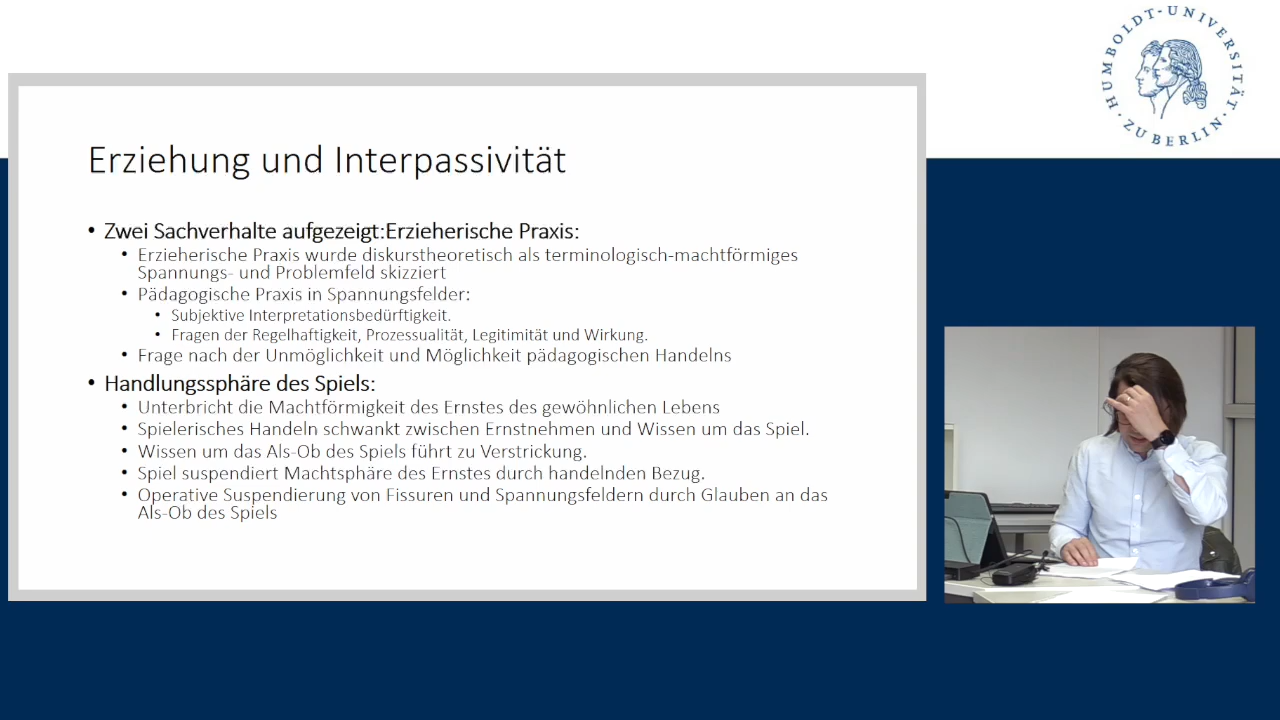 HUMBOLDT-UNIVERSITÄT · ZU BERLIN ·
Erziehung und Interpassivität
• Zwei Sachverhalte aufgezeigt:Erzieherische Praxis:
• Erzieherische Praxis wurde diskurstheoretisch als terminologisch-machtförmiges
Spannungs- und Problemfeld skizziert
• Pädagogische Praxis in Spannungsfelder:
• Subjektive Interpretationsbedürftigkeit.
• Fragen der Regelhaftigkeit, Prozessualität, Legitimität und Wirkung.
• Frage nach der Unmöglichkeit und Möglichkeit pädagogischen Handelns
• Handlungssphäre des Spiels:
• Unterbricht die Machtförmigkeit des Ernstes des gewöhnlichen Lebens
• Spielerisches Handeln schwankt zwischen Ernstnehmen und Wissen um das Spiel.
• Wissen um das Als-Ob des Spiels führt zu Verstrickung.
• Spiel suspendiert Machtsphäre des Ernstes durch handelnden Bezug.
• Operative Suspendierung von Fissuren und Spannungsfeldern durch Glauben an das
Als-Ob des Spiels